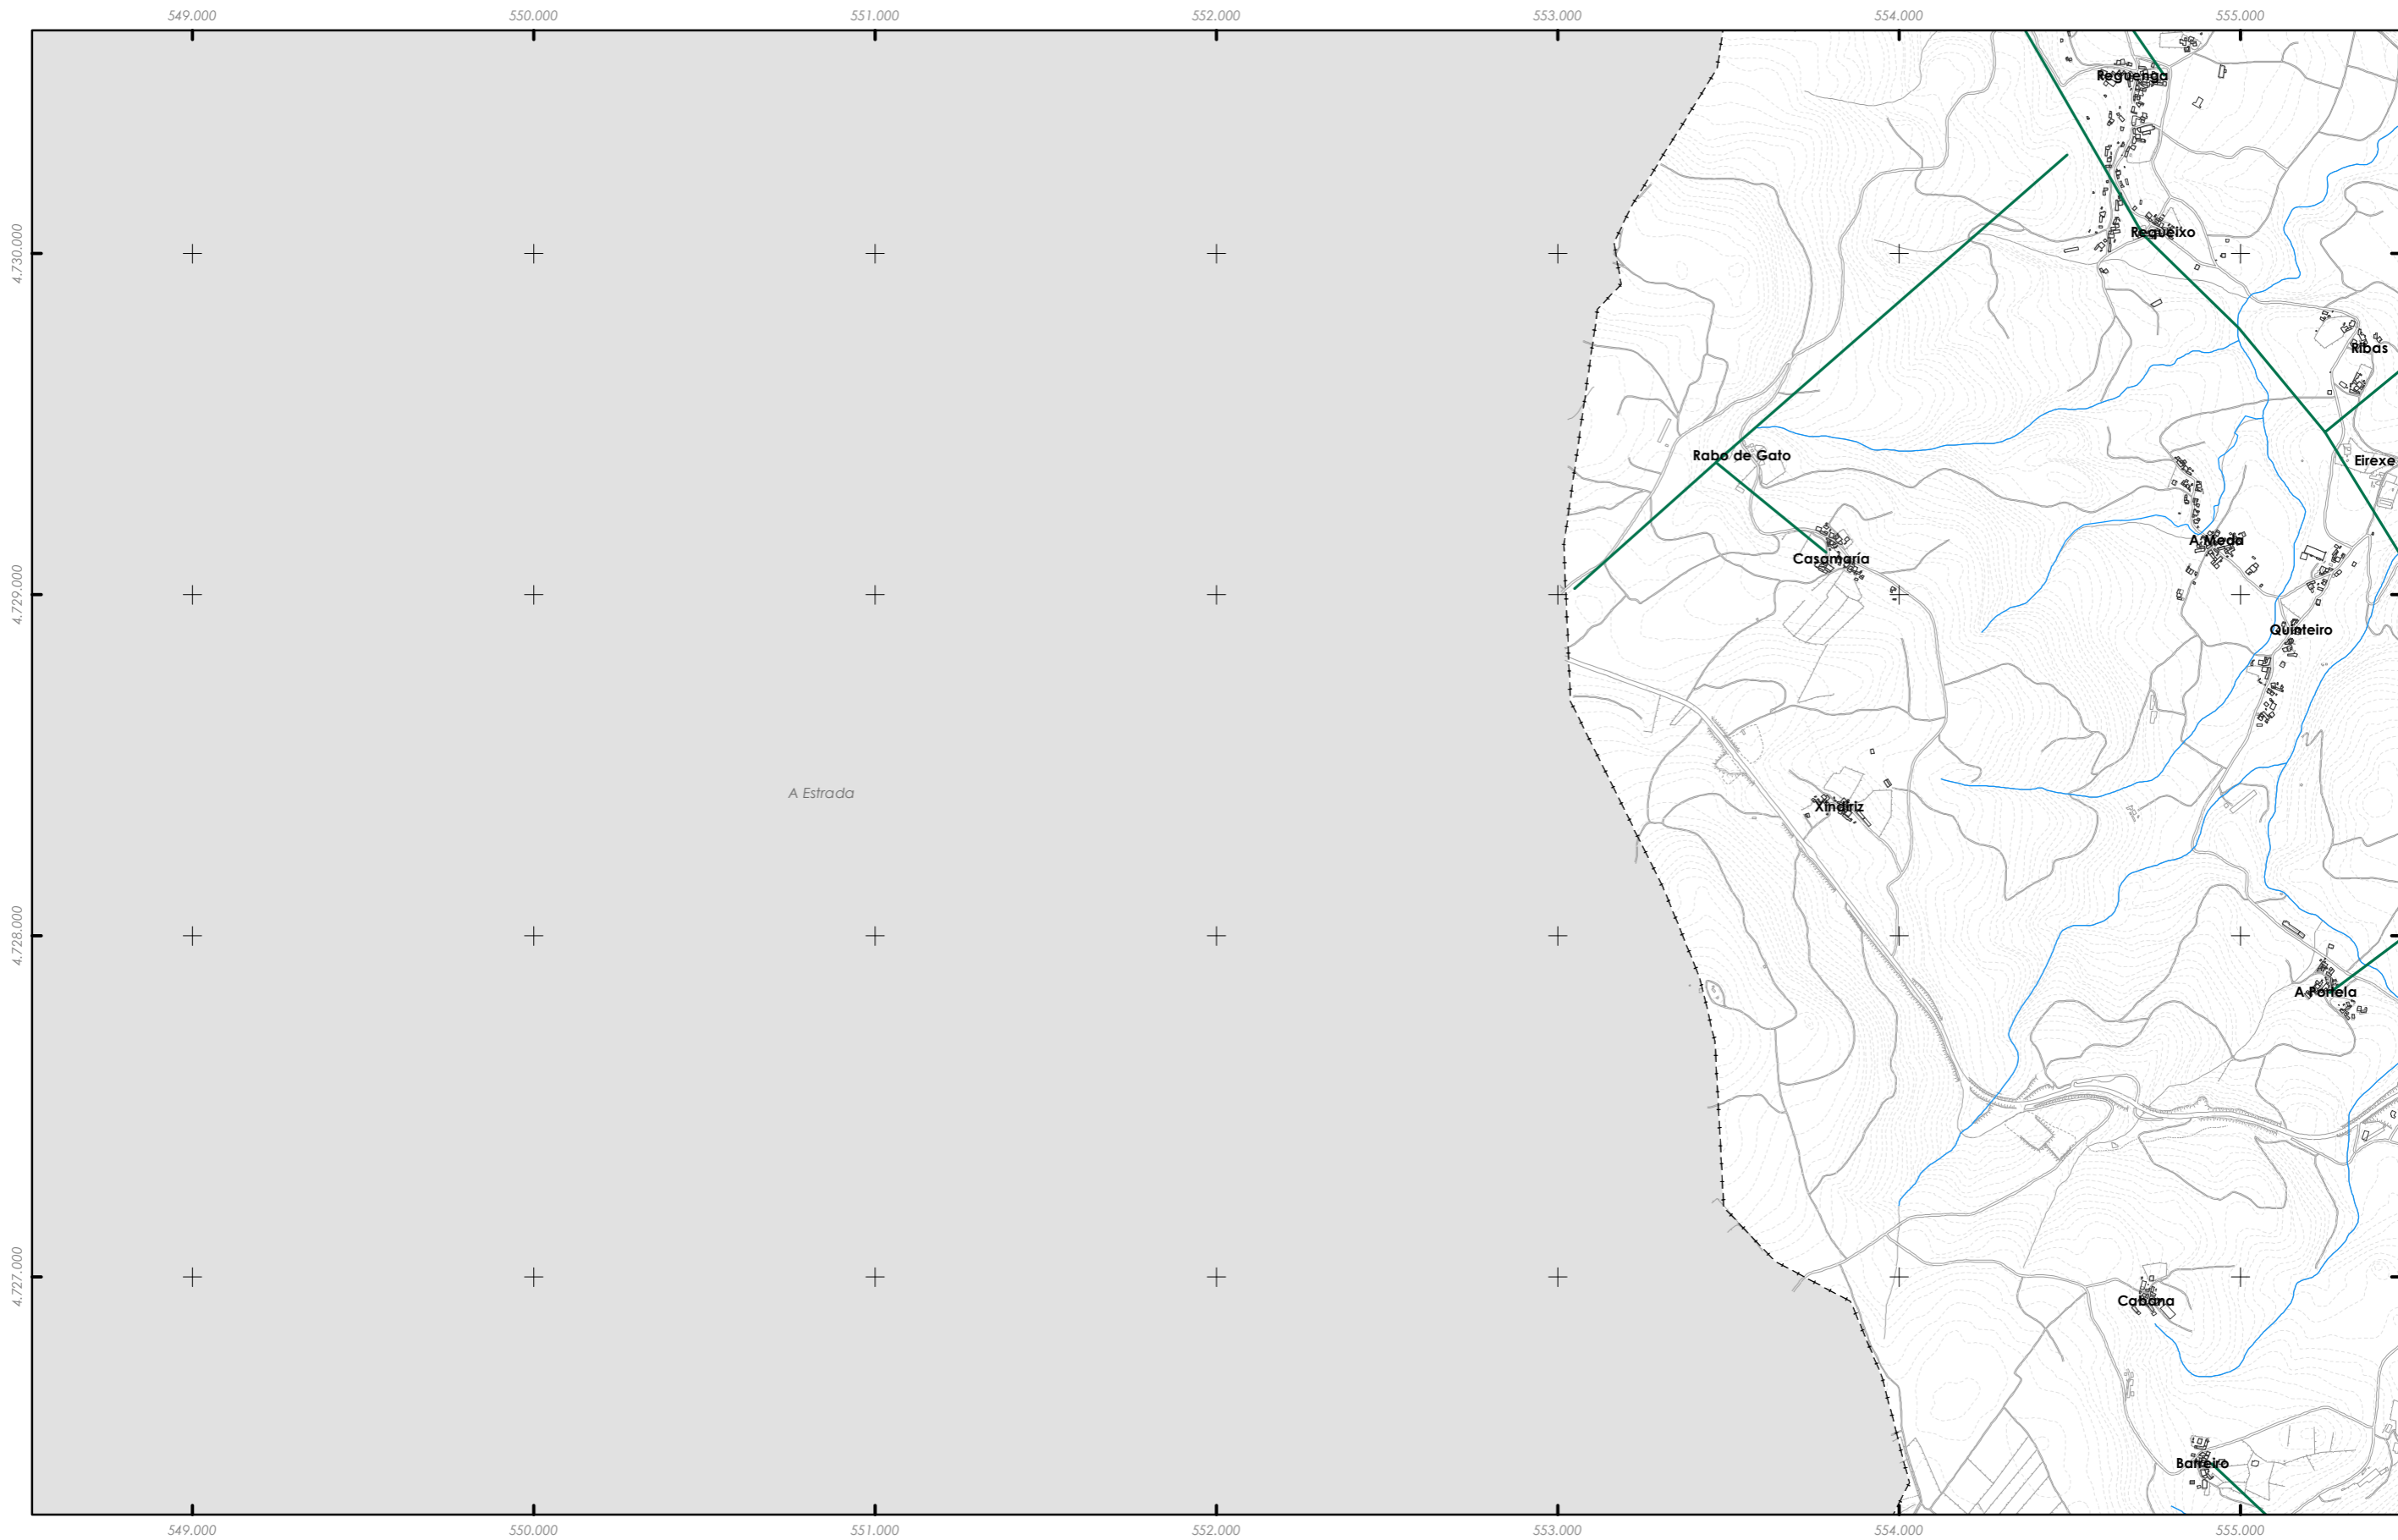 549.000 550.000 551.000 552.000 553.000 554.000 555.000
Reguenga
Requeixo
4.730.000
Ribas
Rabo de Gato
Eirexe
A Meda
Casamaría
4.729.000
Quinteiro
A Estrada
Xindiriz
4.728.000
A Portela
4.727.000
Cabana
Barreiro
549.000 550.000 551.000 552.000 553.000 554.000 555.000